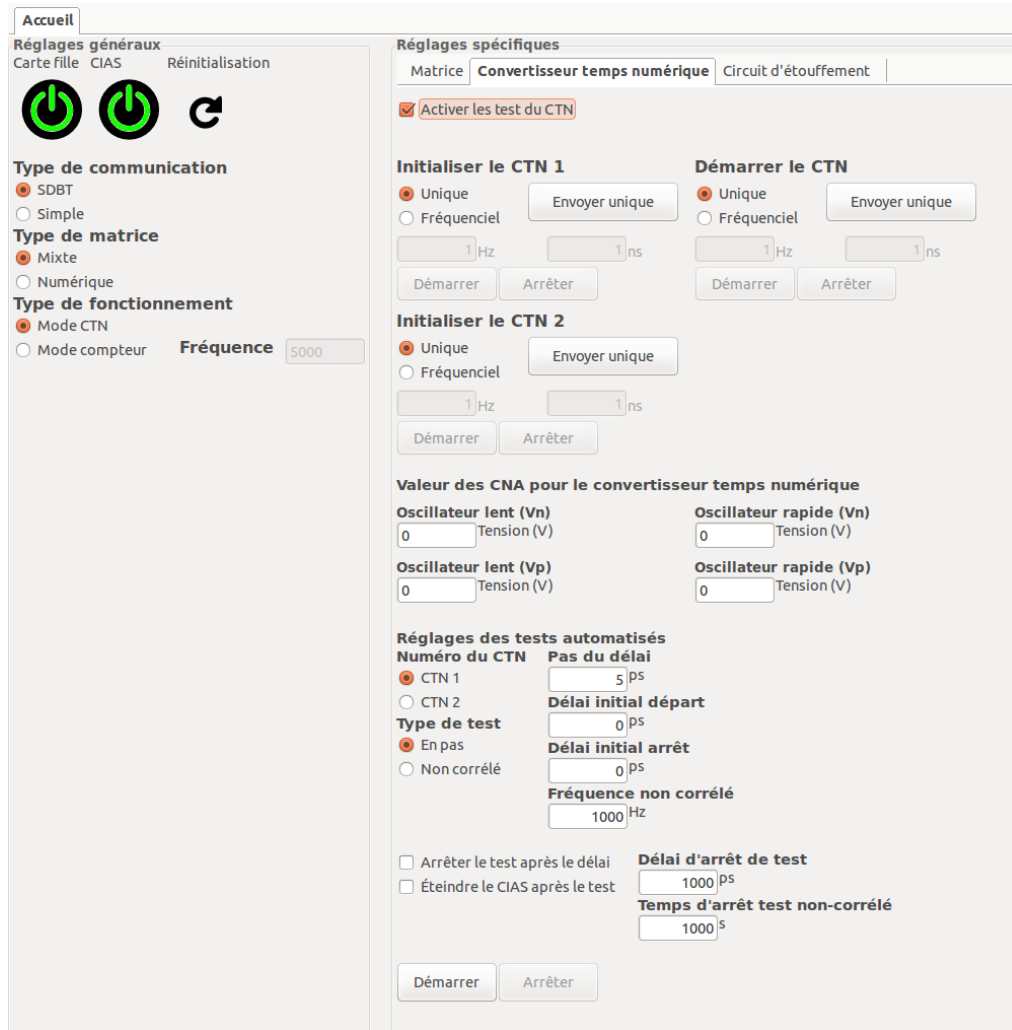 Accueil
Réglages généraux
Carte fille CIAS Réinitialisation
Type de communication
SDBT
Simple
Type de matrice
Mixte
Numérique
Type de fonctionnement
Mode CTN
Mode compteur Fréquence 5000
Réglages spécifiques
Matrice Convertisseur temps numérique Circuit d'étouffement
Activer les test du CTN
Initialiser le CTN 1
Unique
Envoyer unique
Fréquenciel
1 Hz 1 ns
Démarrer Arrêter
Démarrer le CTN
Unique
Envoyer unique
Fréquenciel
1 Hz 1 ns
Démarrer Arrêter
Initialiser le CTN 2
Unique
Envoyer unique
Fréquenciel
1 Hz 1 ns
Démarrer Arrêter
Valeur des CNA pour le convertisseur temps numérique
Oscillateur lent (Vn)
0 Tension (V)
Oscillateur rapide (Vn)
0 Tension (V)
Oscillateur lent (Vp)
0 Tension (V)
Oscillateur rapide (Vp)
0 Tension (V)
Réglages des tests automatisés
Numéro du CTN
CTN 1
CTN 2
Type de test
En pas
Non corrélé
Pas du délai
5 ps
Délai initial départ
0 ps
Délai initial arrêt
0 ps
Fréquence non corrélé
1000 Hz
Arrêter le test après le délai
Éteindre le CIAS après le test
Délai d'arrêt de test
1000 ps
Temps d'arrêt test non-corrélé
1000 s
Démarrer Arrêter